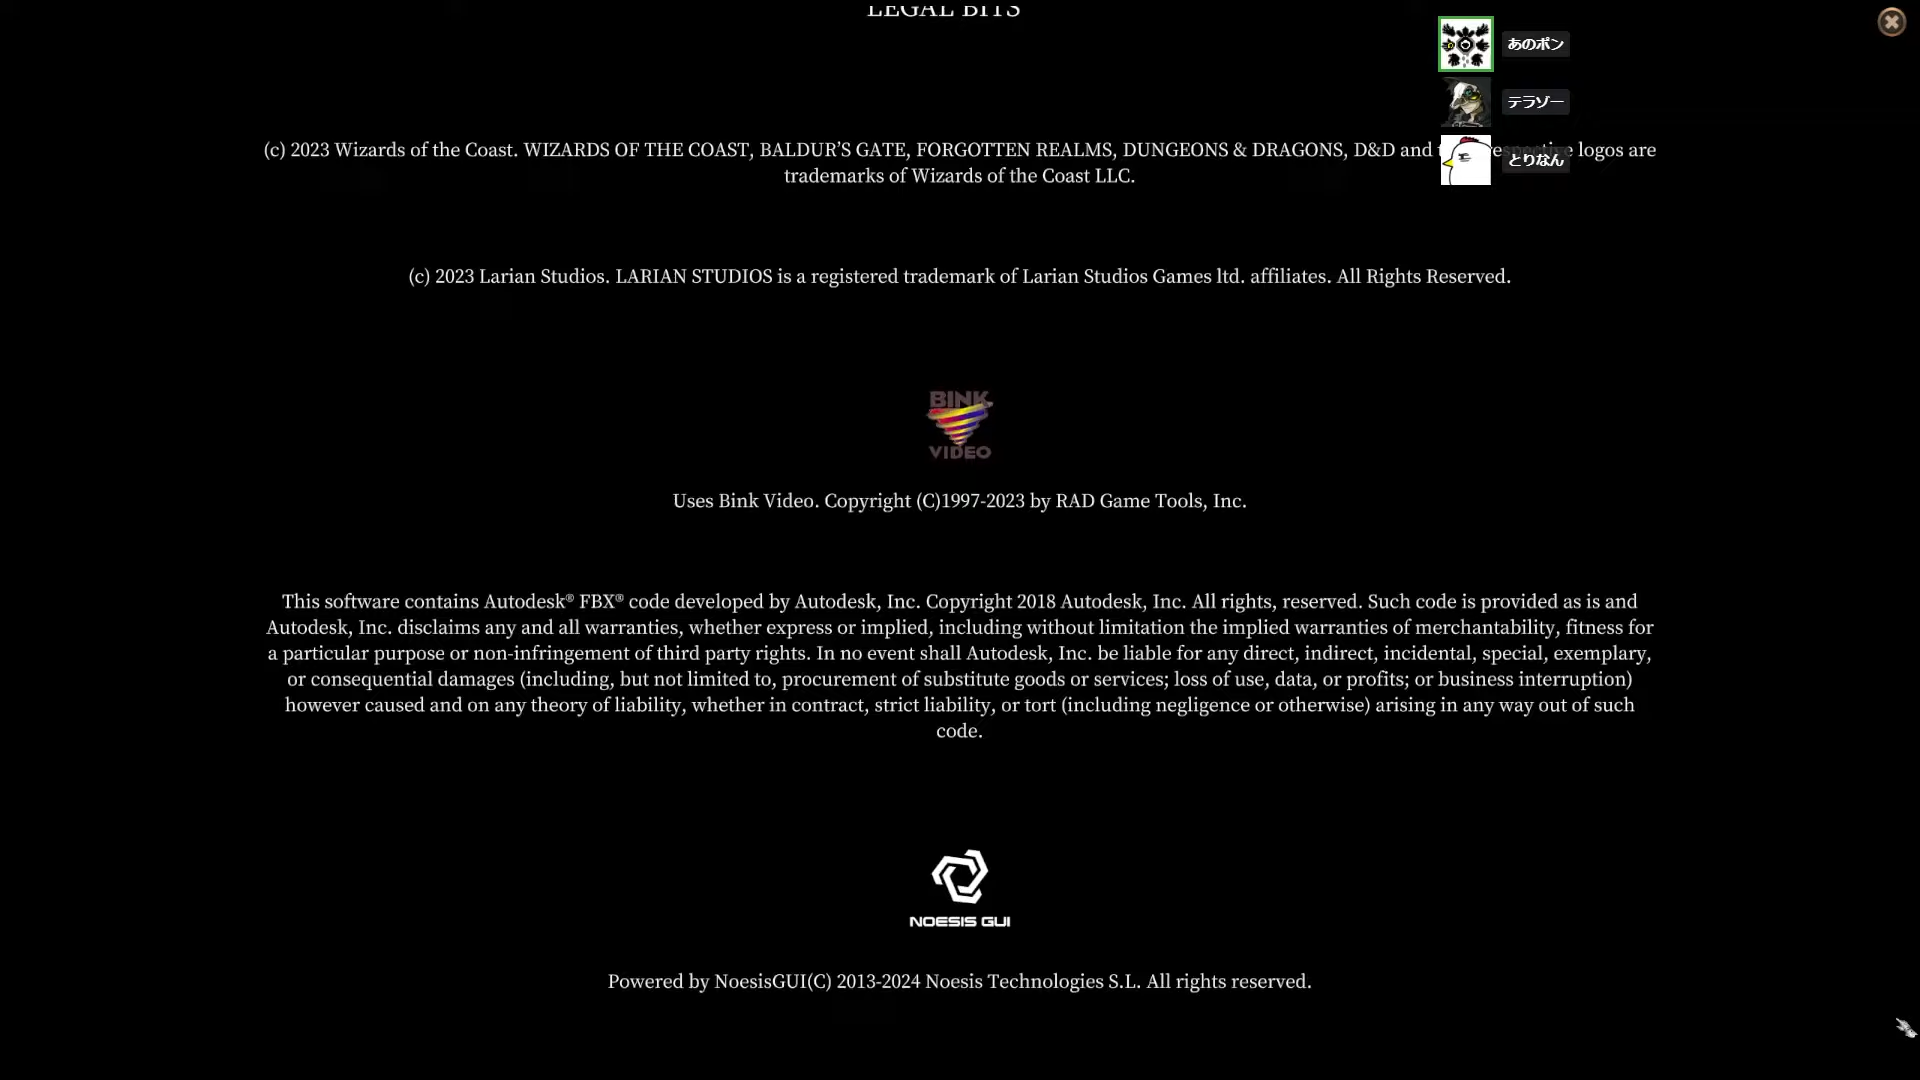 LEGAL BITS
あのポン
テラゾー
とりなん
(c) 2023 Wizards of the Coast. WIZARDS OF THE COAST, BALDUR’S GATE, FORGOTTEN REALMS, DUNGEONS & DRAGONS, D&D and logos are
trademarks of Wizards of the Coast LLC.
(c) 2023 Larian Studios. LARIAN STUDIOS is a registered trademark of Larian Studios Games ltd. affiliates. All Rights Reserved.
BINK
VIDEO
Uses Bink Video. Copyright (C)1997-2023 by RAD Game Tools, Inc.
This software contains Autodesk® FBX® code developed by Autodesk, Inc. Copyright 2018 Autodesk, Inc. All rights, reserved. Such code is provided as is and
Autodesk, Inc. disclaims any and all warranties, whether express or implied, including without limitation the implied warranties of merchantability, fitness for
a particular purpose or non-infringement of third party rights. In no event shall Autodesk, Inc. be liable for any direct, indirect, incidental, special, exemplary,
or consequential damages (including, but not limited to, procurement of substitute goods or services; loss of use, data, or profits; or business interruption)
however caused and on any theory of liability, whether in contract, strict liability, or tort (including negligence or otherwise) arising in any way out of such
code.
NOESIS GUI
Powered by NoesisGUI(C) 2013-2024 Noesis Technologies S.L. All rights reserved.